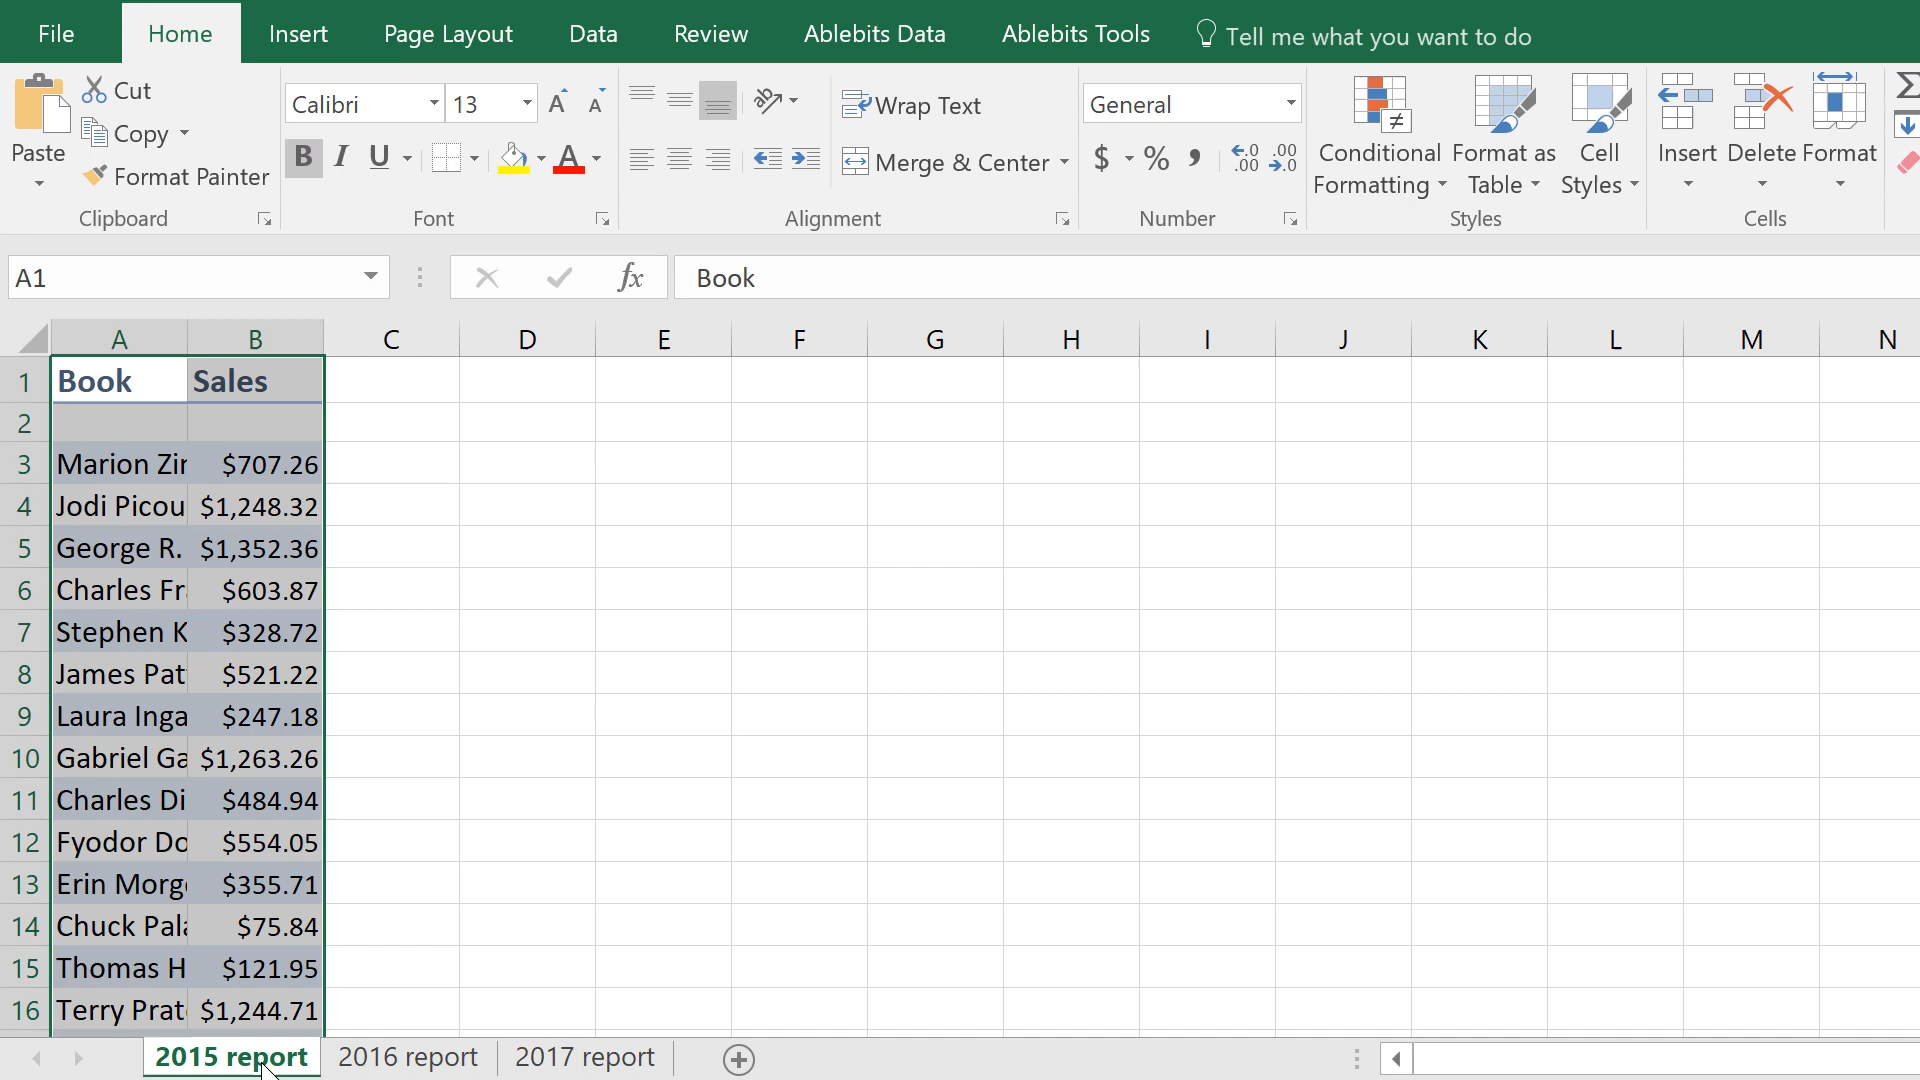 File Home Insert Page Layout Data Review Ablebits Data Ablebits Tools Tell me what you want to do
Paste
Cut
Copy
Format Painter
Clipboard
Calibri 13 A A
B I U A
Font
Wrap Text
Merge & Center
Alignment
General
$ % , .0 .00 .00 .0
Number
Conditional Formatting
Format as Table
Cell Styles
Styles
Insert Delete Format
Cells
A1 fx Book
A B C D E F G H I J K L M N
1 Book Sales
2
3 Marion Zir $707.26
4 Jodi Picou $1,248.32
5 George R. $1,352.36
6 Charles Fr $603.87
7 Stephen K $328.72
8 James Pat $521.22
9 Laura Inga $247.18
10 Gabriel Ga $1,263.26
11 Charles Di $484.94
12 Fyodor Do $554.05
13 Erin Morg $355.71
14 Chuck Pala $75.84
15 Thomas H $121.95
16 Terry Prat $1,244.71
2015 report 2016 report 2017 report